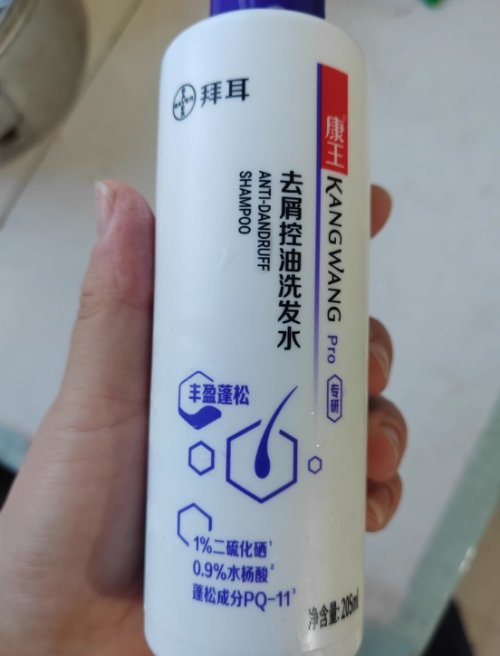 BAYER
拜耳
康王
KANGWANG Pro 专研
去屑控油洗发水
ANTI-DANDRUFF
SHAMPOO
丰盈蓬松
1%二硫化硒¹
0.9%水杨酸²
蓬松成分PQ-11³
净含量: 205ml